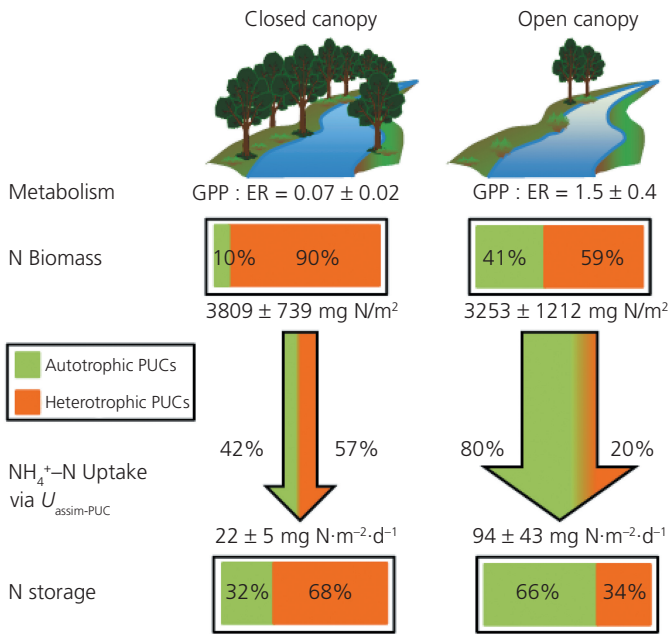 Closed canopy
Open canopy
Metabolism
GPP : ER = 0.07 ± 0.02
GPP : ER = 1.5 ± 0.4
N Biomass
10%
90%
41%
59%
3809 ± 739 mg N/m²
3253 ± 1212 mg N/m²
Autotrophic PUCs
Heterotrophic PUCs
42%
57%
80%
20%
NH₄⁺–N Uptake
via U assim-PUC
22 ± 5 mg N·m⁻²·d⁻¹
94 ± 43 mg N·m⁻²·d⁻¹
N storage
32%
68%
66%
34%